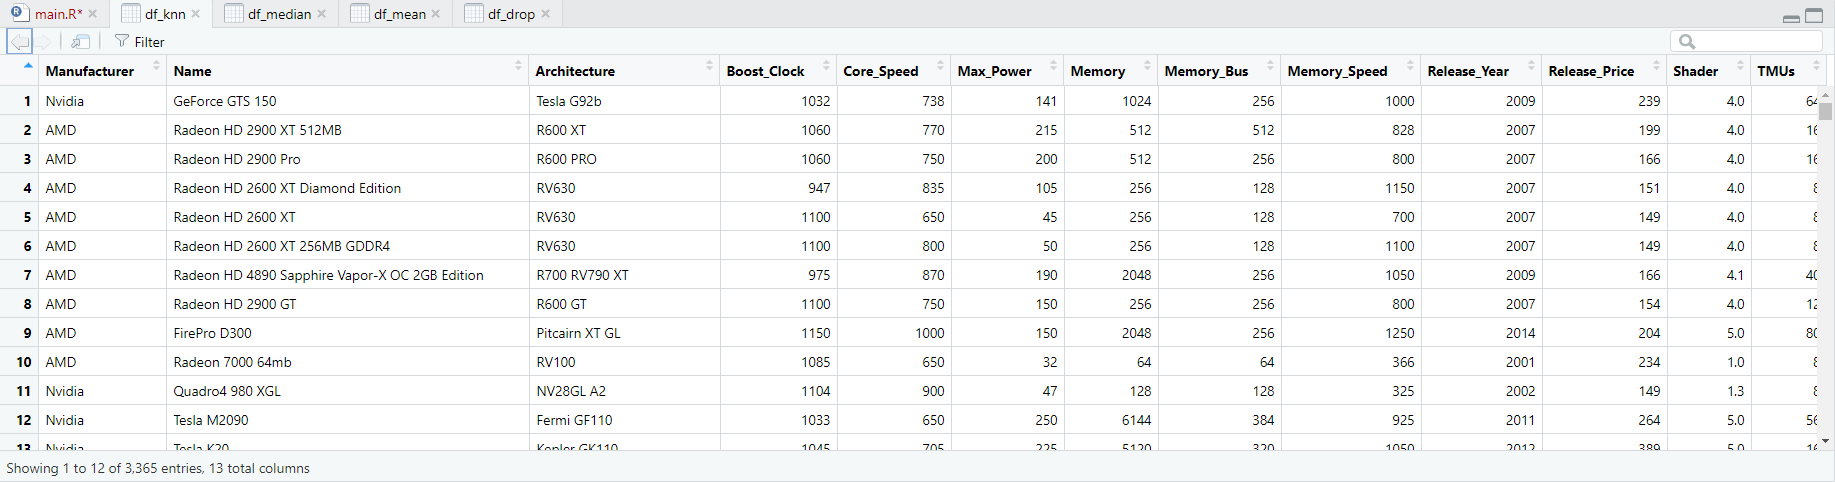 main.R* df_knn df_median df_mean df_drop
Filter
Manufacturer Name Architecture Boost_Clock Core_Speed Max_Power Memory Memory_Bus Memory_Speed Release_Year Release_Price Shader TMUs
1 Nvidia GeForce GTS 150 Tesla G92b 1032 738 141 1024 256 1000 2009 239 4.0 64
2 AMD Radeon HD 2900 XT 512MB R600 XT 1060 770 215 512 512 828 2007 199 4.0 16
3 AMD Radeon HD 2900 Pro R600 PRO 1060 750 200 512 256 800 2007 166 4.0 16
4 AMD Radeon HD 2600 XT Diamond Edition RV630 947 835 105 256 128 1150 2007 151 4.0 8
5 AMD Radeon HD 2600 XT RV630 1100 650 45 256 128 700 2007 149 4.0 8
6 AMD Radeon HD 2600 XT 256MB GDDR4 RV630 1100 800 50 256 128 1100 2007 149 4.0 8
7 AMD Radeon HD 4890 Sapphire Vapor-X OC 2GB Edition R700 RV790 XT 975 870 190 2048 256 1050 2009 166 4.1 40
8 AMD Radeon HD 2900 GT R600 GT 1100 750 150 256 256 800 2007 154 4.0 12
9 AMD FirePro D300 Pitcairn XT GL 1150 1000 150 2048 256 1250 2014 204 5.0 80
10 AMD Radeon 7000 64mb RV100 1085 650 32 64 64 366 2001 234 1.0 8
11 Nvidia Quadro4 980 XGL NV28GL A2 1104 900 47 128 128 325 2002 149 1.3 8
12 Nvidia Tesla M2090 Fermi GF110 1033 650 250 6144 384 925 2011 264 5.0 56
13 Nvidia Tesla K20 Kepler GK110 1045 705 225 5120 320 1050 2012 389 5.0
Showing 1 to 12 of 3,365 entries, 13 total columns